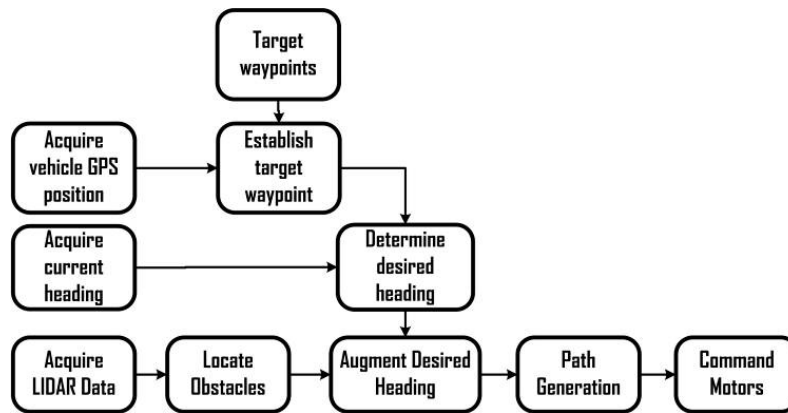 Target
waypoints
Acquire
vehicle GPS
position
Establish
target
waypoint
Acquire
current
heading
Determine
desired
heading
Acquire
LIDAR Data
Locate
Obstacles
Augment Desired
Heading
Path
Generation
Command
Motors